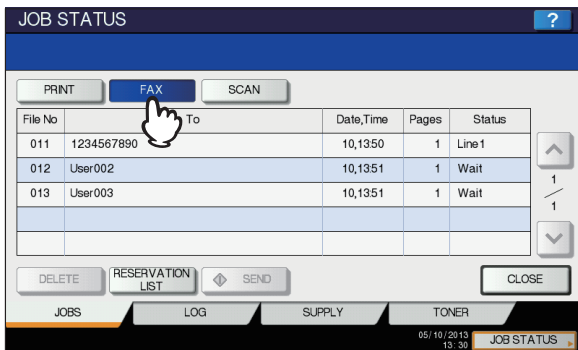 JOB STATUS ?
PRINT FAX SCAN
File No To Date,Time Pages Status
011 1234567890 10,13:50 1 Line1
012 User002 10,13:51 1 Wait
013 User003 10,13:51 1 Wait
1
1
DELETE RESERVATION LIST SEND CLOSE
JOBS LOG SUPPLY TONER
05/10/2013
13:30 JOB STATUS